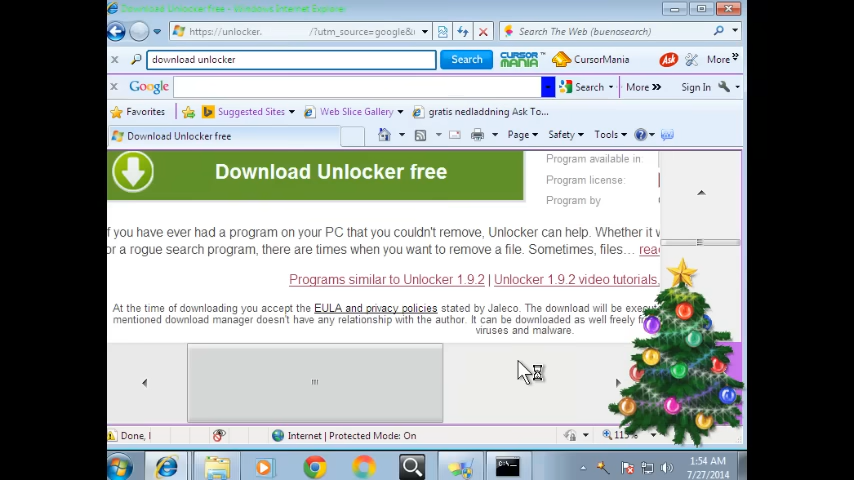 Download Unlocker free - Windows Internet Explorer
https://unlocker. /?utm_source=google&u
Search The Web (buenosearch)
download unlocker
Search
CURSOR MANIA
CursorMania
Ask
More
Google
Search
More
Sign In
Favorites
Suggested Sites
Web Slice Gallery
gratis nedladdning Ask To...
Download Unlocker free
Page
Safety
Tools
Download Unlocker free
Program available in:
Program license:
Program by
f you have ever had a program on your PC that you couldn't remove, Unlocker can help. Whether it w
or a rogue search program, there are times when you want to remove a file. Sometimes, files... rea
Programs similar to Unlocker 1.9.2 | Unlocker 1.9.2 video tutorials.
At the time of downloading you accept the EULA and privacy policies stated by Jaleco. The download will be execu
mentioned download manager doesn't have any relationship with the author. It can be downloaded as well freely f
viruses and malware.
Done, I
Internet | Protected Mode: On
1:54 AM
7/27/2014